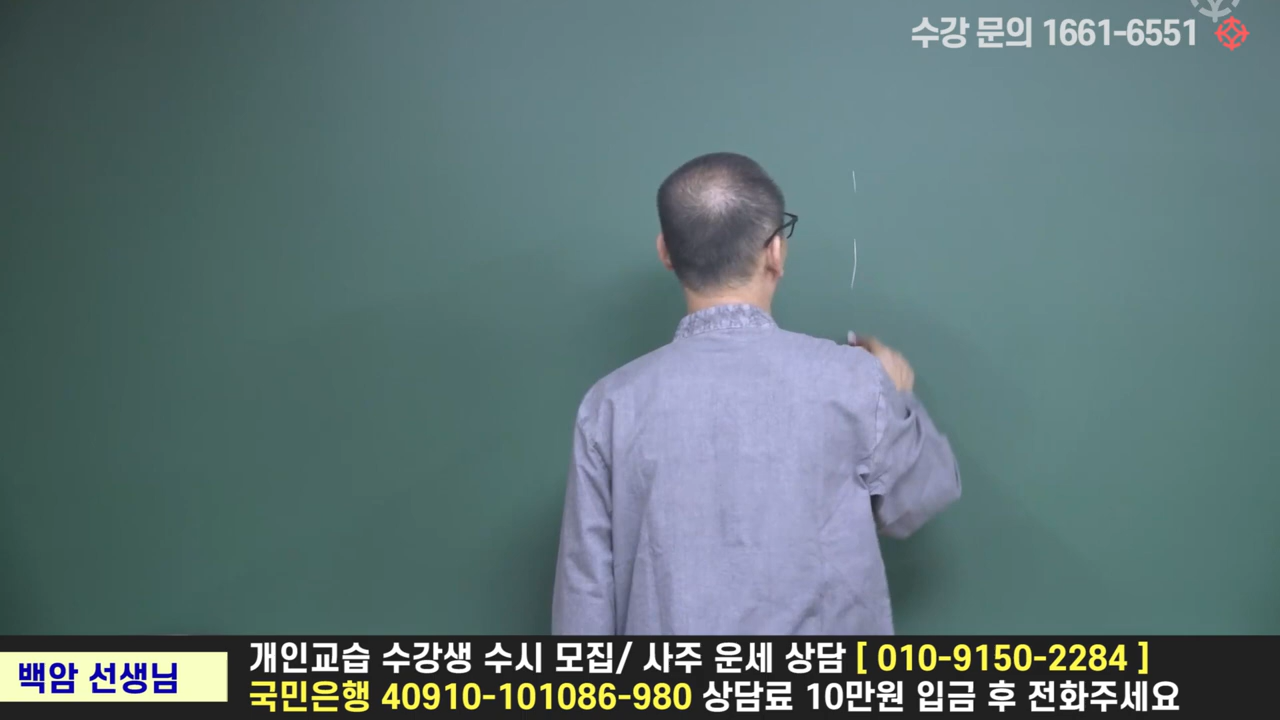 수강 문의 1661-6551
백암 선생님
개인교습 수강생 수시 모집/ 사주 운세 상담 [ 010-9150-2284 ]
국민은행 40910-101086-980 상담료 10만원 입금 후 전화주세요